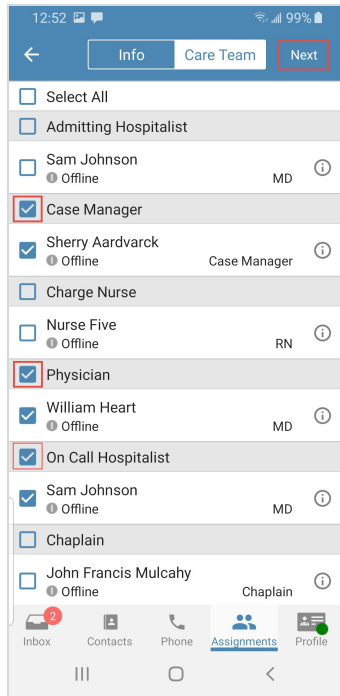 12:52 99%
Info Care Team Next
Select All
Admitting Hospitalist
Sam Johnson
Offline MD
Case Manager
Sherry Aardvarck
Offline Case Manager
Charge Nurse
Nurse Five
Offline RN
Physician
William Heart
Offline MD
On Call Hospitalist
Sam Johnson
Offline MD
Chaplain
John Francis Mulcahy
Offline Chaplain
2
Inbox Contacts Phone Assignments Profile